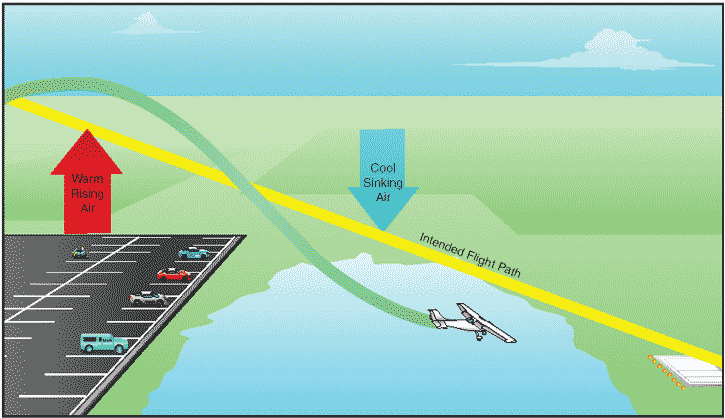 Warm
Rising
Air
Cool
Sinking
Air
Intended Flight Path